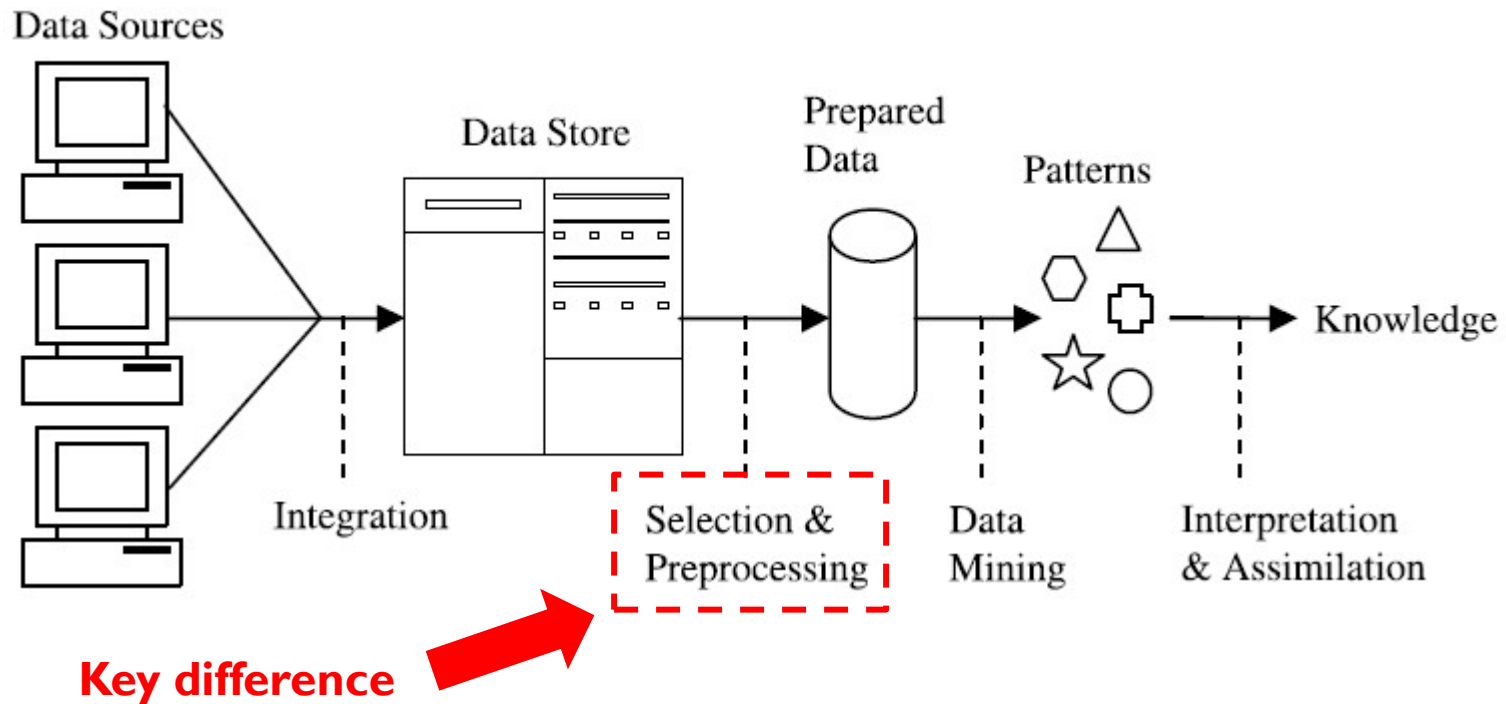 Data Sources
Data Store
Prepared
Data
Patterns
Knowledge
Integration
Selection &
Preprocessing
Data
Mining
Interpretation
& Assimilation
Key difference